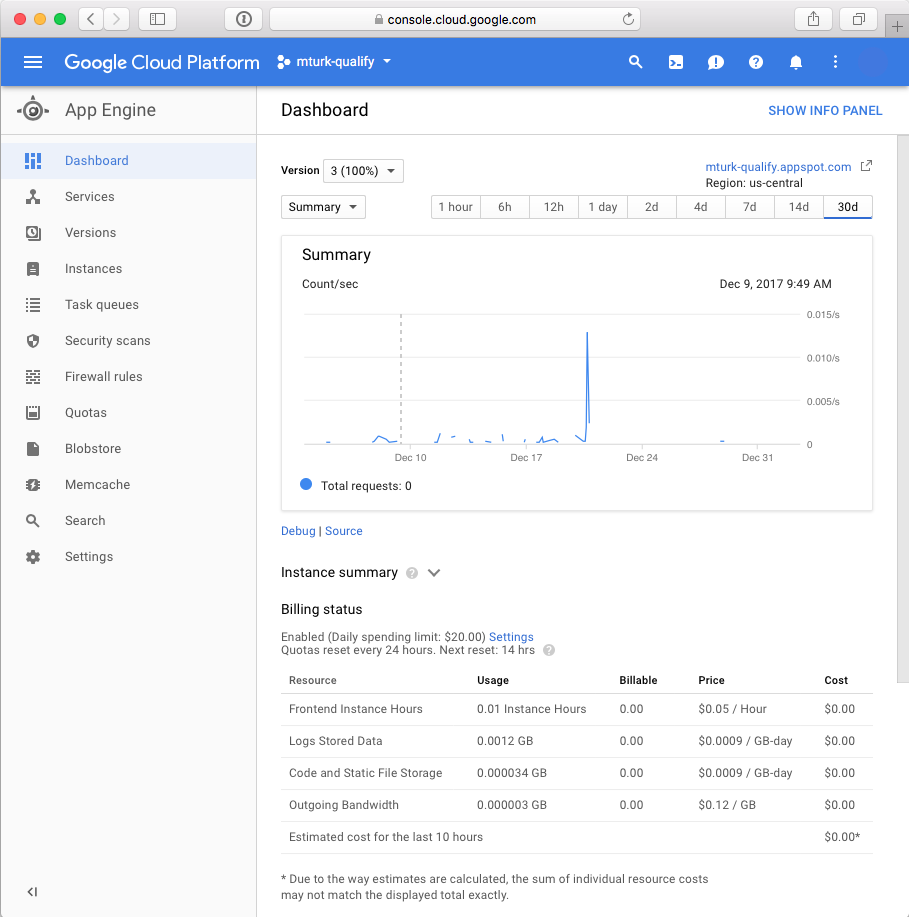 console.cloud.google.com
Google Cloud Platform mturk-qualify
App Engine
Dashboard
SHOW INFO PANEL
Dashboard
Services
Versions
Instances
Task queues
Security scans
Firewall rules
Quotas
Blobstore
Memcache
Search
Settings
Version 3 (100%)
mturk-qualify.appspot.com
Region: us-central
Summary
1 hour 6h 12h 1 day 2d 4d 7d 14d 30d
Summary
Count/sec Dec 9, 2017 9:49 AM
0.015/s
0.010/s
0.005/s
0
Dec 10 Dec 17 Dec 24 Dec 31
Total requests: 0
Debug | Source
Instance summary ?
Billing status
Enabled (Daily spending limit: $20.00) Settings
Quotas reset every 24 hours. Next reset: 14 hrs ?
Resource Usage Billable Price Cost
Frontend Instance Hours 0.01 Instance Hours 0.00 $0.05 / Hour $0.00
Logs Stored Data 0.0012 GB 0.00 $0.0009 / GB-day $0.00
Code and Static File Storage 0.000034 GB 0.00 $0.0009 / GB-day $0.00
Outgoing Bandwidth 0.000003 GB 0.00 $0.12 / GB $0.00
Estimated cost for the last 10 hours $0.00*
* Due to the way estimates are calculated, the sum of individual resource costs
may not match the displayed total exactly.